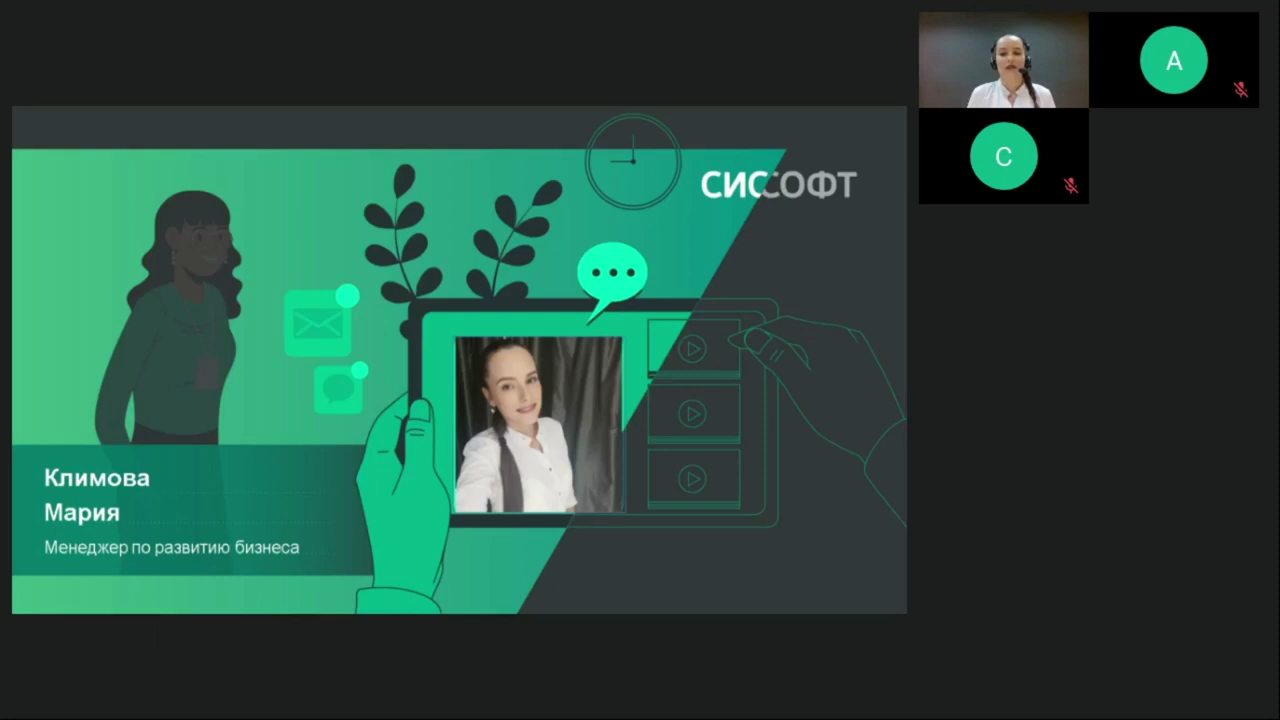 СИССОФТ
Климова
Мария
Менеджер по развитию бизнеса
A
C